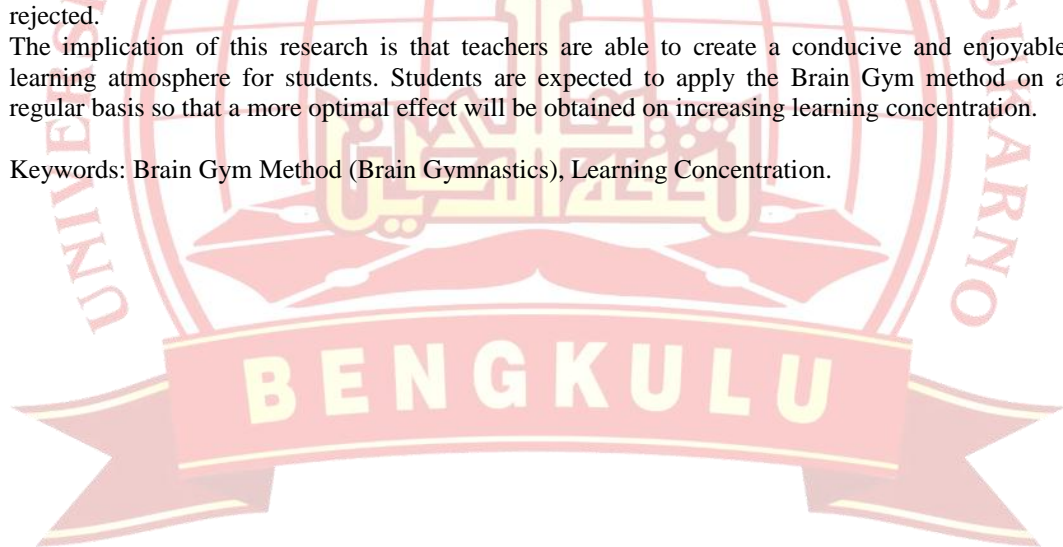 rejected.
The implication of this research is that teachers are able to create a conducive and enjoyable
learning atmosphere for students. Students are expected to apply the Brain Gym method on a
regular basis so that a more optimal effect will be obtained on increasing learning concentration.
Keywords: Brain Gym Method (Brain Gymnastics), Learning Concentration.
SUKARNO
BENGKULU